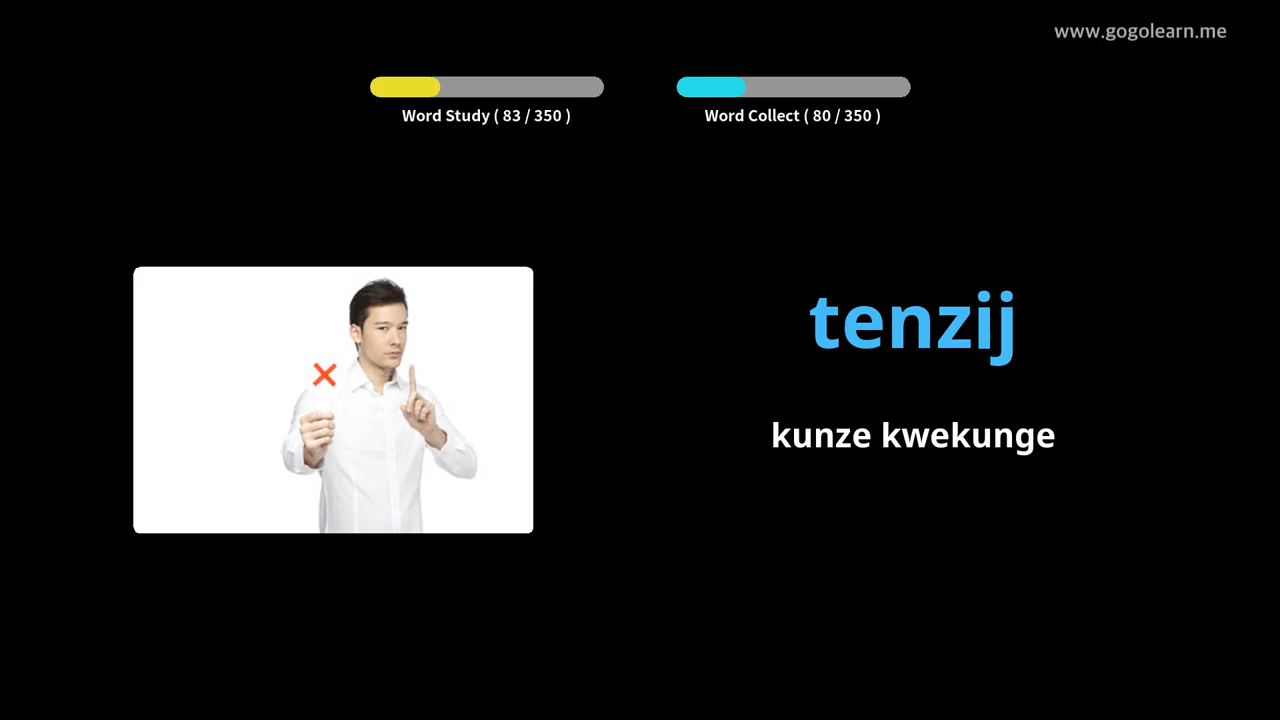 www.gogolearn.me
Word Study ( 83 / 350 )
Word Collect ( 80 / 350 )
tenzij
kunze kwekunge